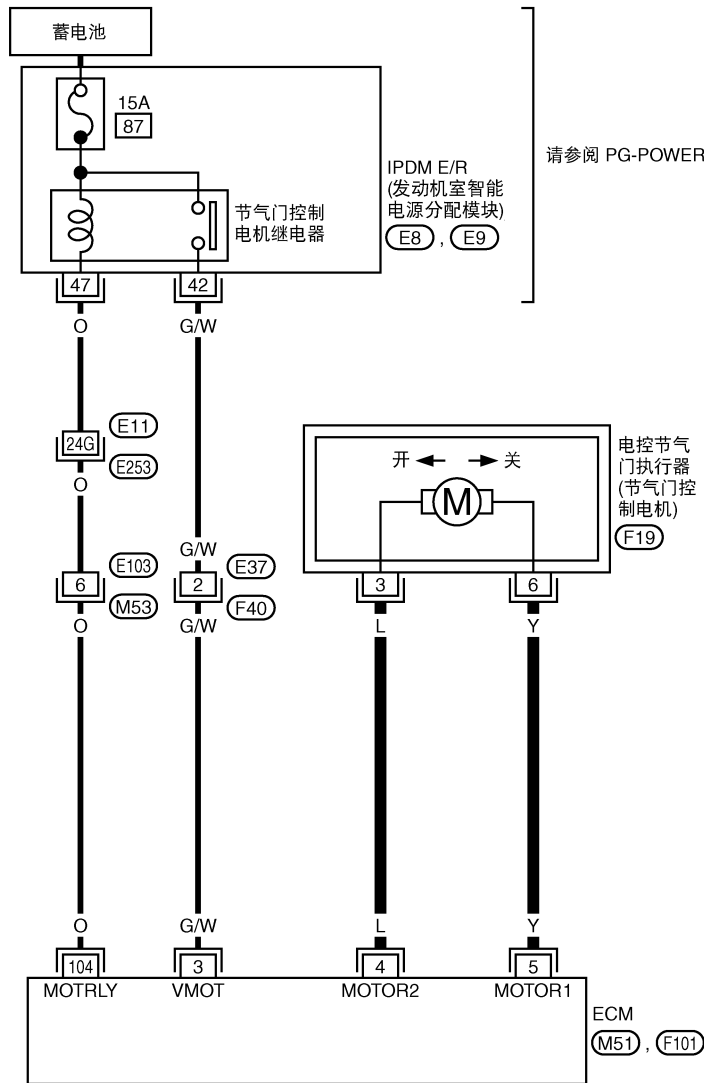 蓄电池
15A
87
请参阅 PG-POWER
IPDM E/R
(发动机室智能
电源分配模块)
E8 , E9
节气门控制
电机继电器
47
42
O
G/W
24G
E11
E253
O
电控节气
门执行器
(节气门控
制电机)
F19
开
关
M
G/W
6
E103
M53
2
E37
F40
3
6
O
G/W
L
Y
O
G/W
L
Y
104
3
4
5
MOTRLY
VMOT
MOTOR2
MOTOR1
ECM
M51 , F101